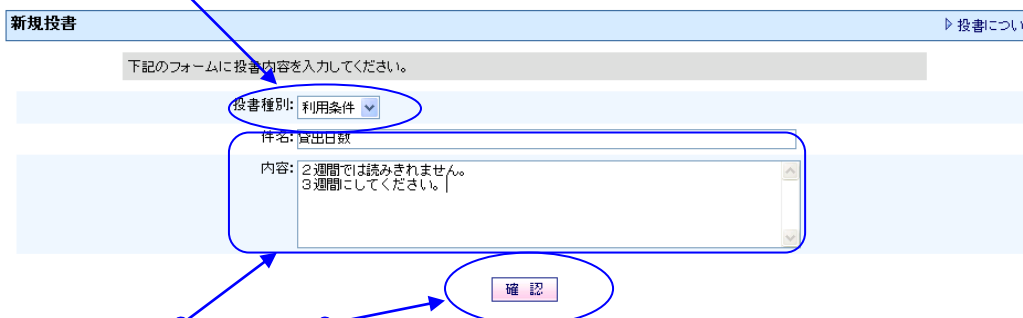 新規投書
▷投書につい
下記のフォームに投書内容を入力してください。
投書種別: 利用条件
件名: 貸出日数
内容: ２週間では読みきれません。
３週間にしてください。
確 認